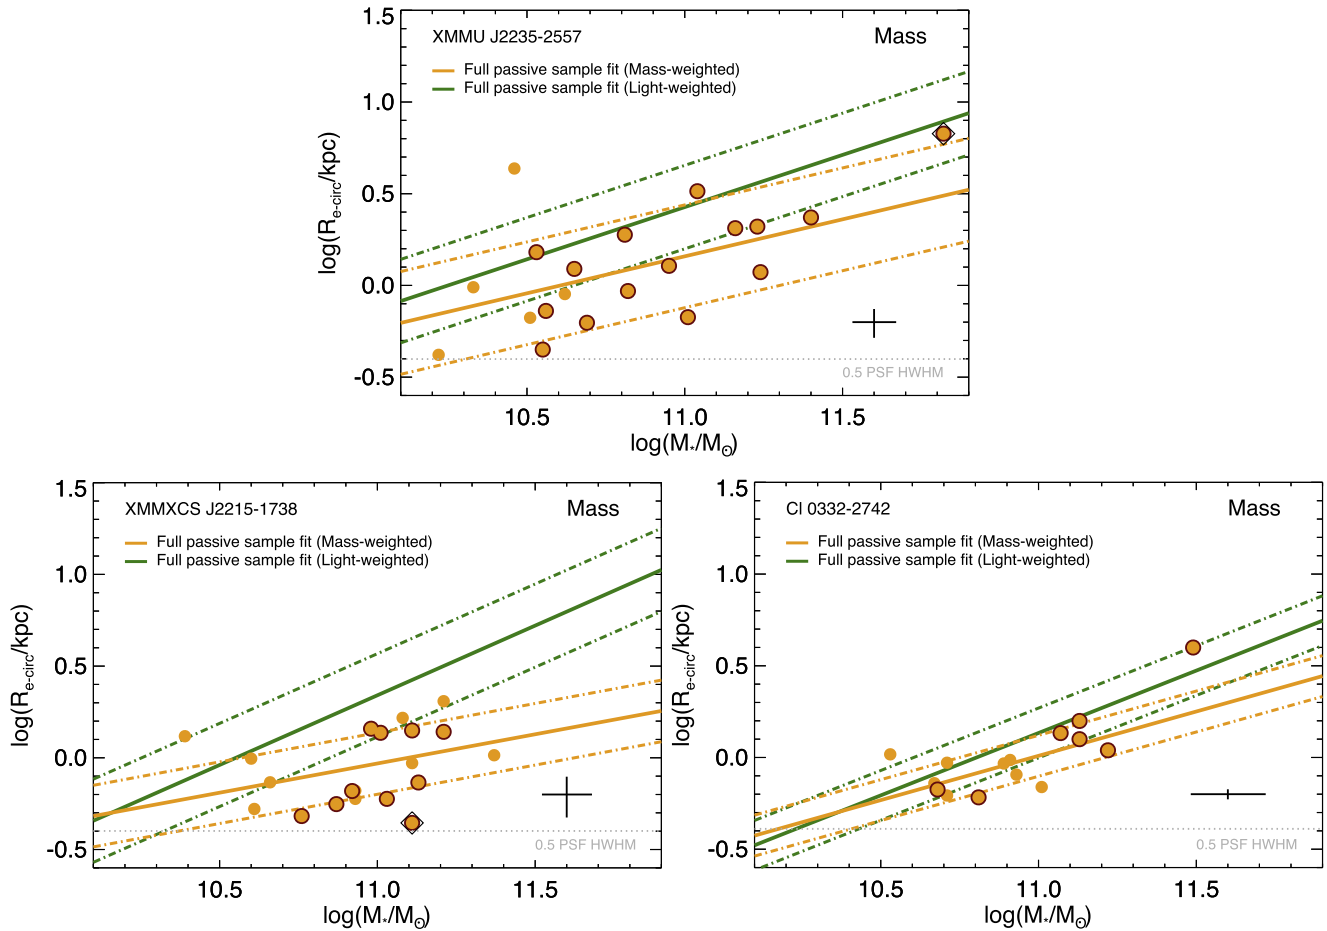 XMMU J2235-2557
Mass
Full passive sample fit (Mass-weighted)
Full passive sample fit (Light-weighted)
log(Re-circ/kpc)
1.5
1.0
0.5
0.0
-0.5
0.5 PSF HWHM
10.5 11.0 11.5
log(M*/M⊙)
XMMXCS J2215-1738
Mass
Full passive sample fit (Mass-weighted)
Full passive sample fit (Light-weighted)
log(Re-circ/kpc)
1.5
1.0
0.5
0.0
-0.5
0.5 PSF HWHM
10.5 11.0 11.5
log(M*/M⊙)
Cl 0332-2742
Mass
Full passive sample fit (Mass-weighted)
Full passive sample fit (Light-weighted)
log(Re-circ/kpc)
1.5
1.0
0.5
0.0
-0.5
0.5 PSF HWHM
10.5 11.0 11.5
log(M*/M⊙)